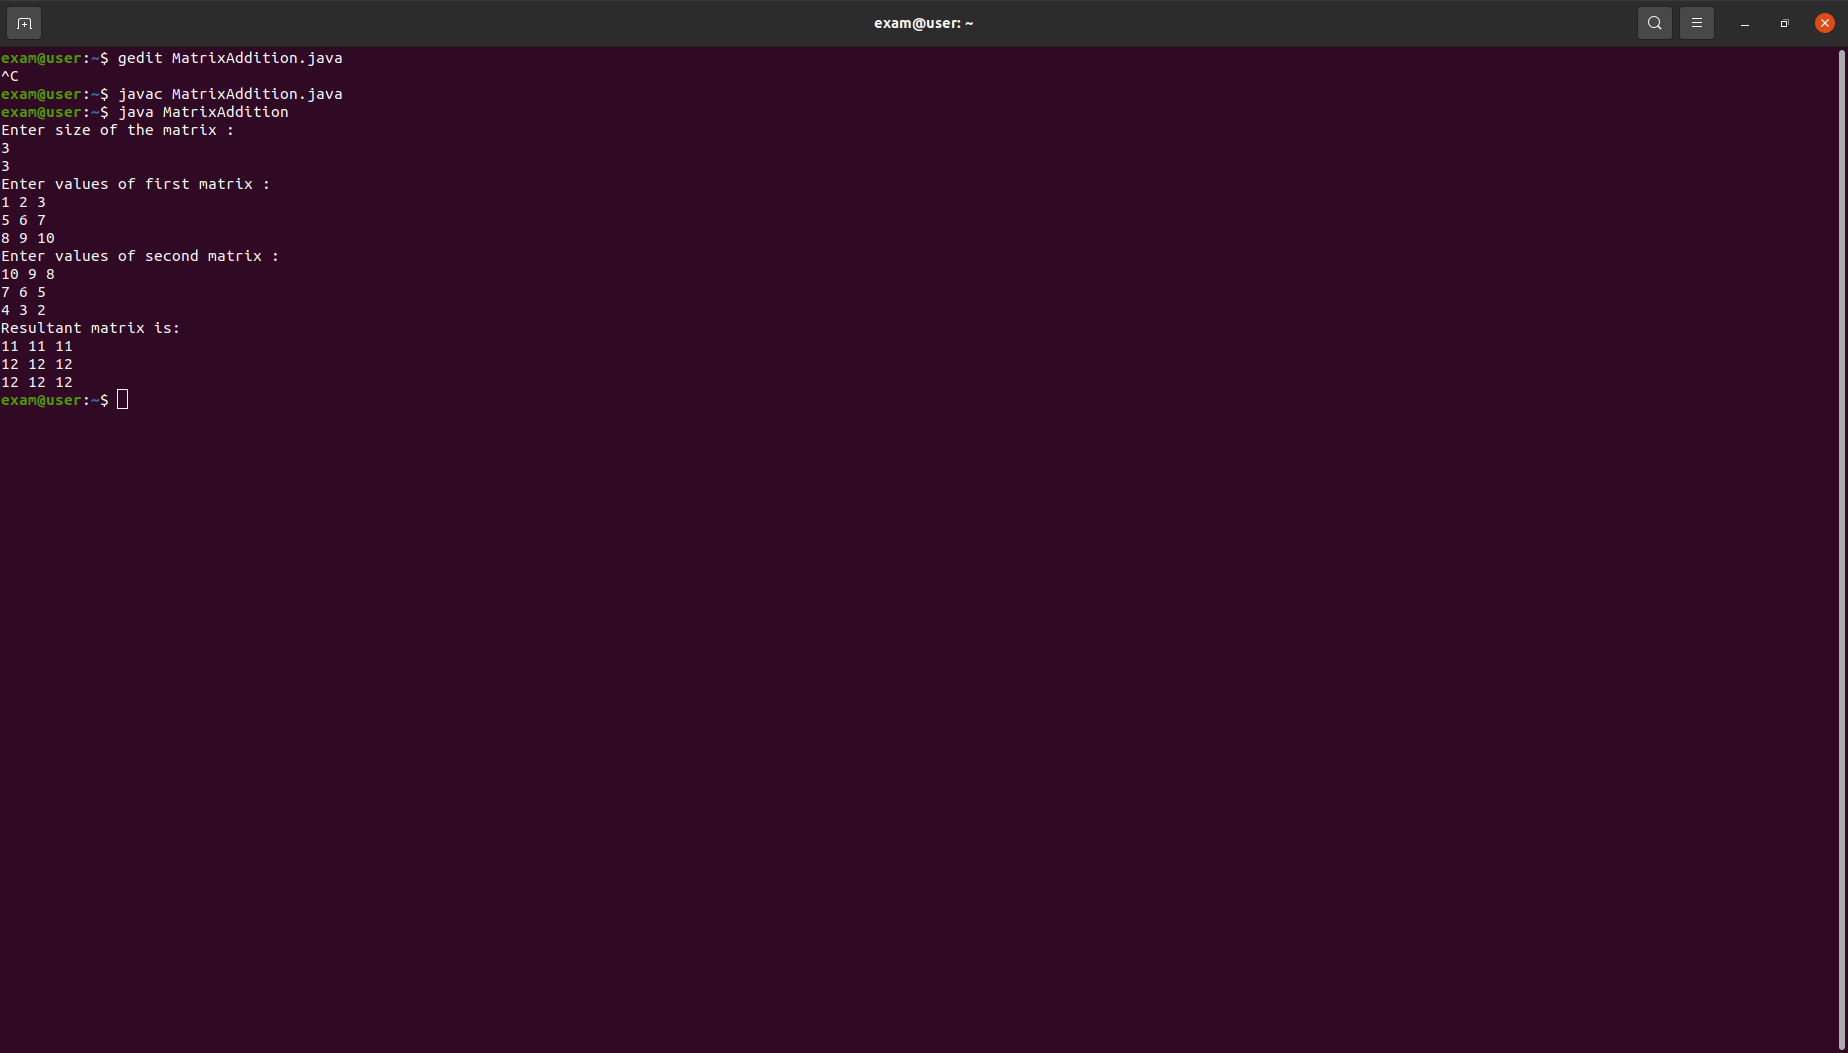 exam@user: ~
exam@user:~$ gedit MatrixAddition.java
^C
exam@user:~$ javac MatrixAddition.java
exam@user:~$ java MatrixAddition
Enter size of the matrix :
3
3
Enter values of first matrix :
1 2 3
5 6 7
8 9 10
Enter values of second matrix :
10 9 8
7 6 5
4 3 2
Resultant matrix is:
11 11 11
12 12 12
12 12 12
exam@user:~$